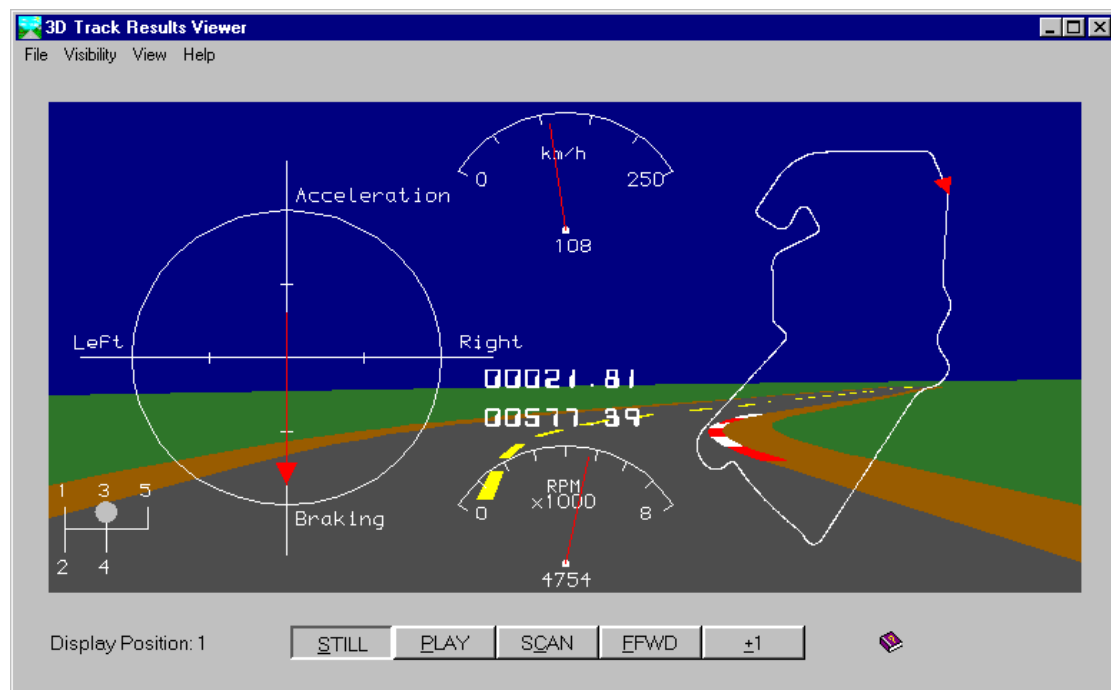 3D Track Results Viewer
File Visibility View Help
km/h
0 250
108
Acceleration
Left Right
00021.81
00577.39
RPM
x1000
0 8
4754
Braking
1 3 5
2 4
Display Position: 1
STILL PLAY SCAN FFWD +1